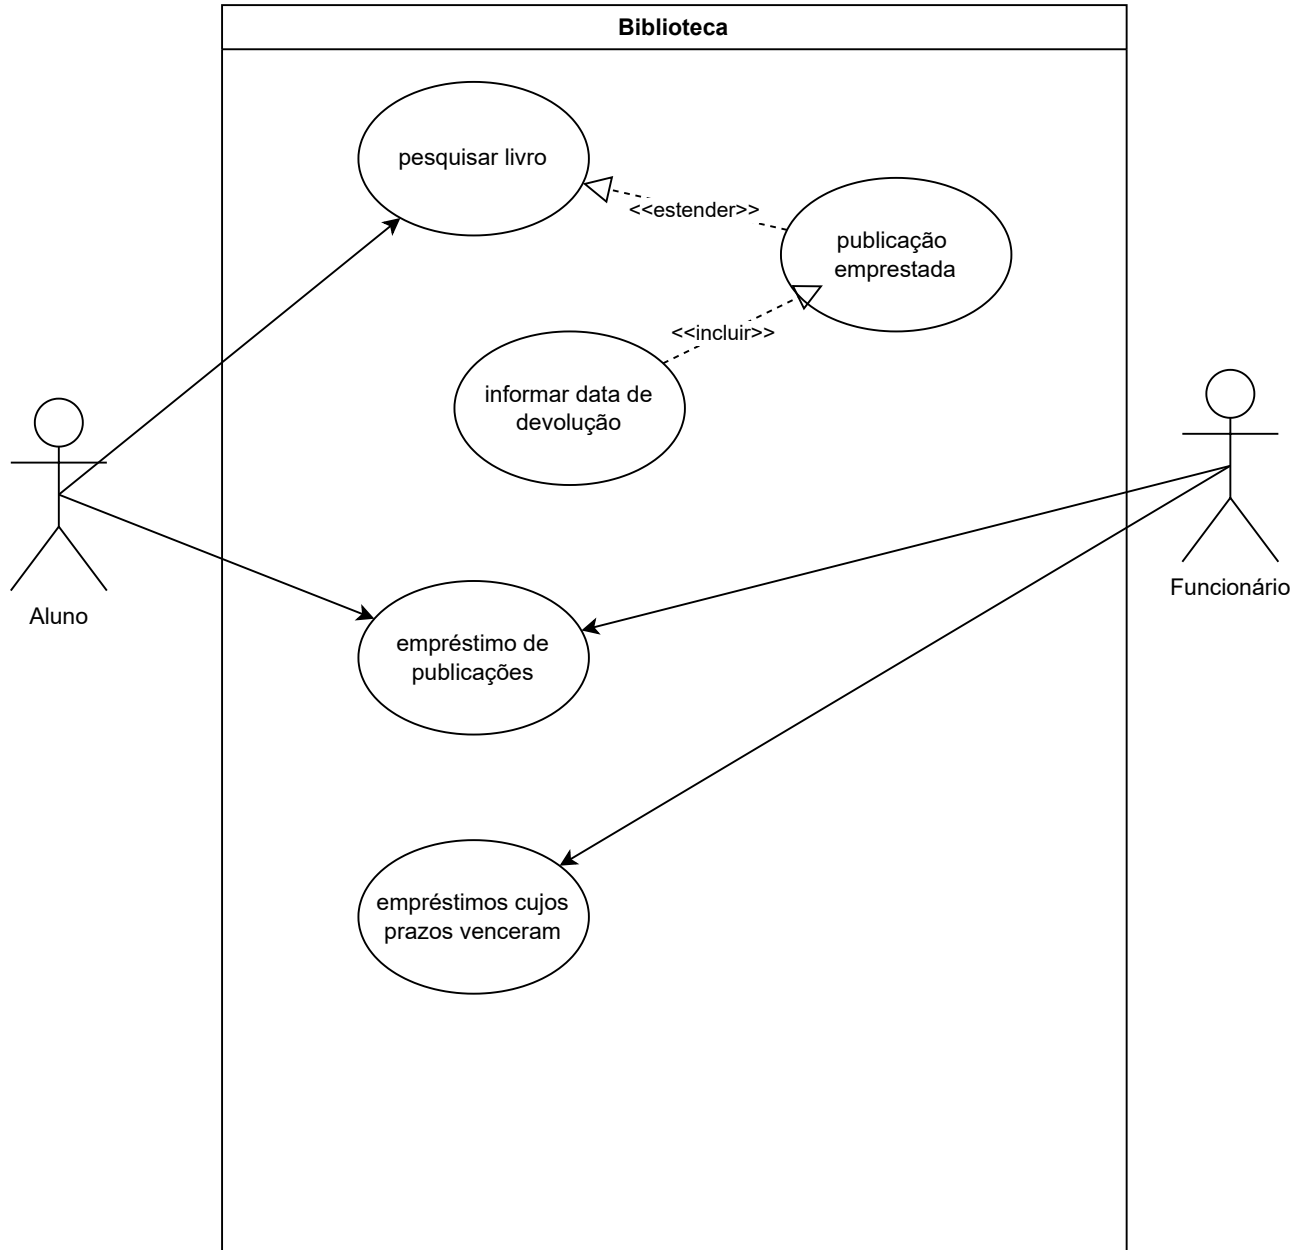 Biblioteca
pesquisar livro
<<estender>>
publicação
emprestada
<<incluir>>
informar data de
devolução
Aluno
Funcionário
empréstimo de
publicações
empréstimos cujos
prazos venceram